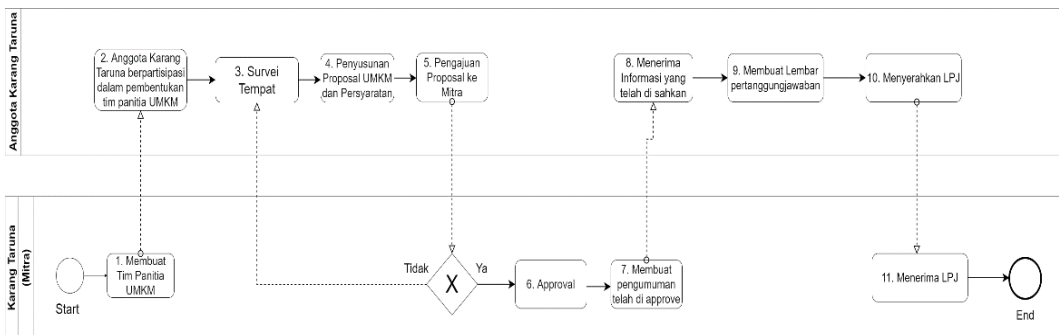 Anggota Karang Taruna
2. Anggota Karang
Taruna berpartisipasi
dalam pembentukan
tim panitia UMKM
3. Survei
Tempat
4. Penyusunan
Proposal UMKM
dan Persyaratan
5. Pengajuan
Proposal ke
Mitra
8. Menerima
Informasi yang
telah di sahkan
9. Membuat Lembar
pertanggungjawaban
10. Menyerahkan LPJ
Karang Taruna
(Mitra)
Start
1. Membuat
Tim Panitia
UMKM
Tidak
X
Ya
6. Approval
7. Membuat
pengumuman
telah di approve
11. Menerima LPJ
End